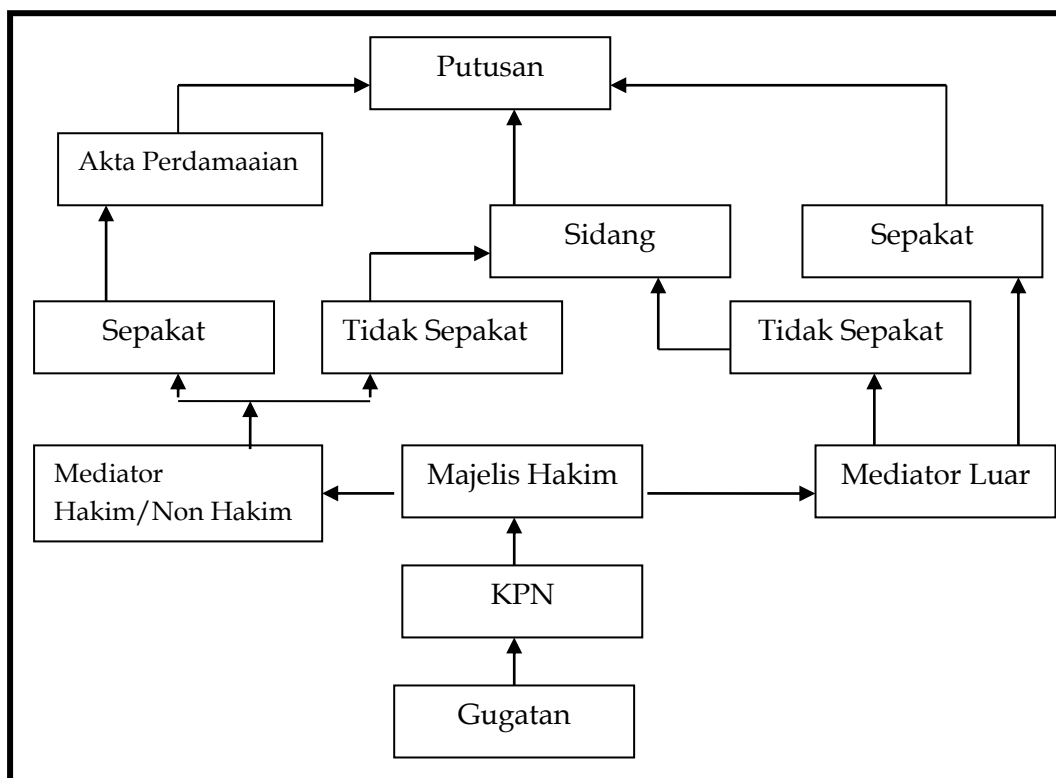 Putusan
Akta Perdamaaian
Sidang
Sepakat
Sepakat
Tidak Sepakat
Tidak Sepakat
Mediator
Hakim/Non Hakim
Majelis Hakim
Mediator Luar
KPN
Gugatan